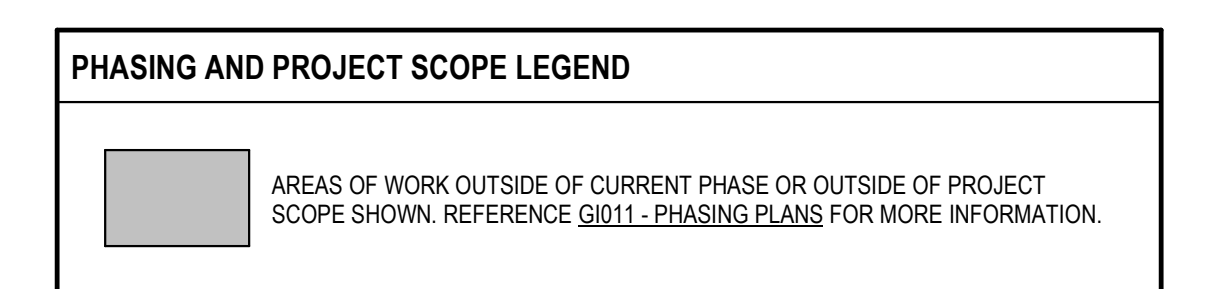 PHASING AND PROJECT SCOPE LEGEND
AREAS OF WORK OUTSIDE OF CURRENT PHASE OR OUTSIDE OF PROJECT
SCOPE SHOWN. REFERENCE GI011 - PHASING PLANS FOR MORE INFORMATION.